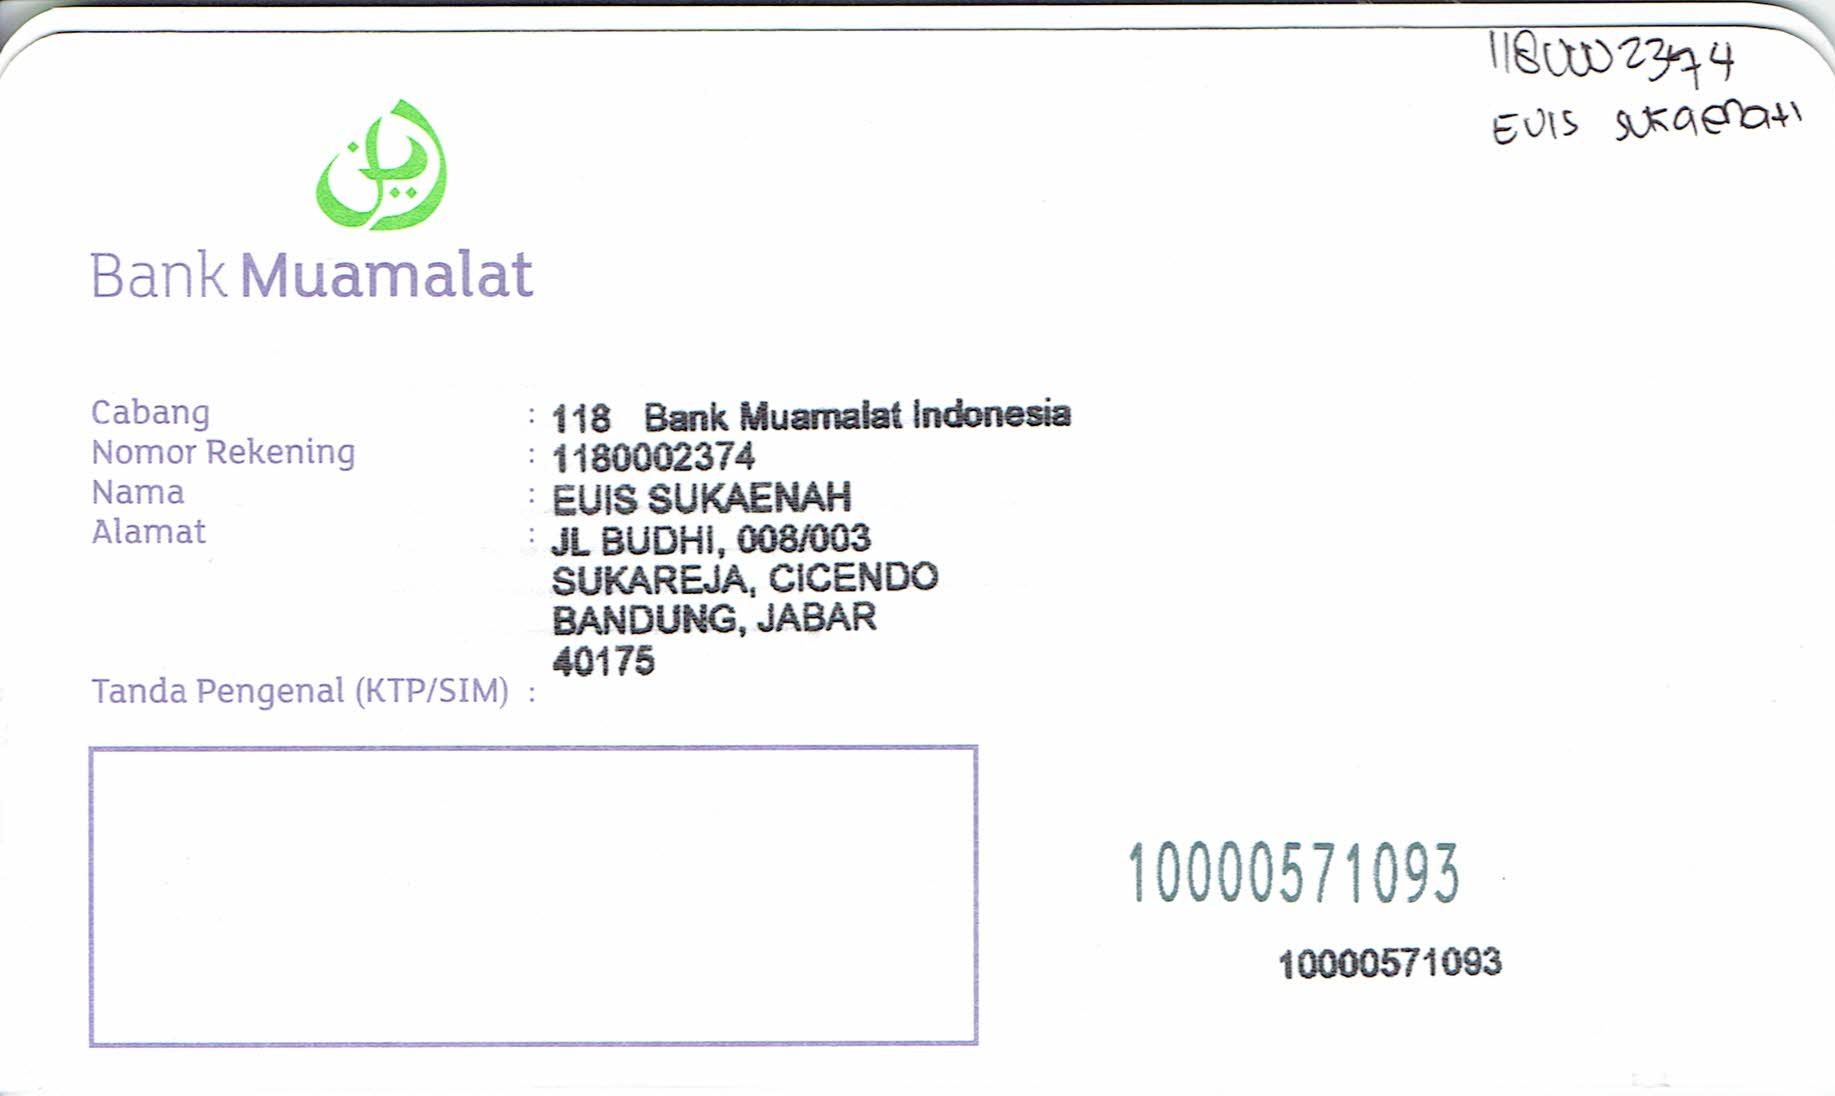 1180002374
EUIS SUKAENAH
Bank Muamalat
Cabang : 118 Bank Muamalat Indonesia
Nomor Rekening : 1180002374
Nama : EUIS SUKAENAH
Alamat : JL BUDHI, 008/003
SUKAREJA, CICENDO
BANDUNG, JABAR
40175
Tanda Pengenal (KTP/SIM) :
10000571093
10000571093